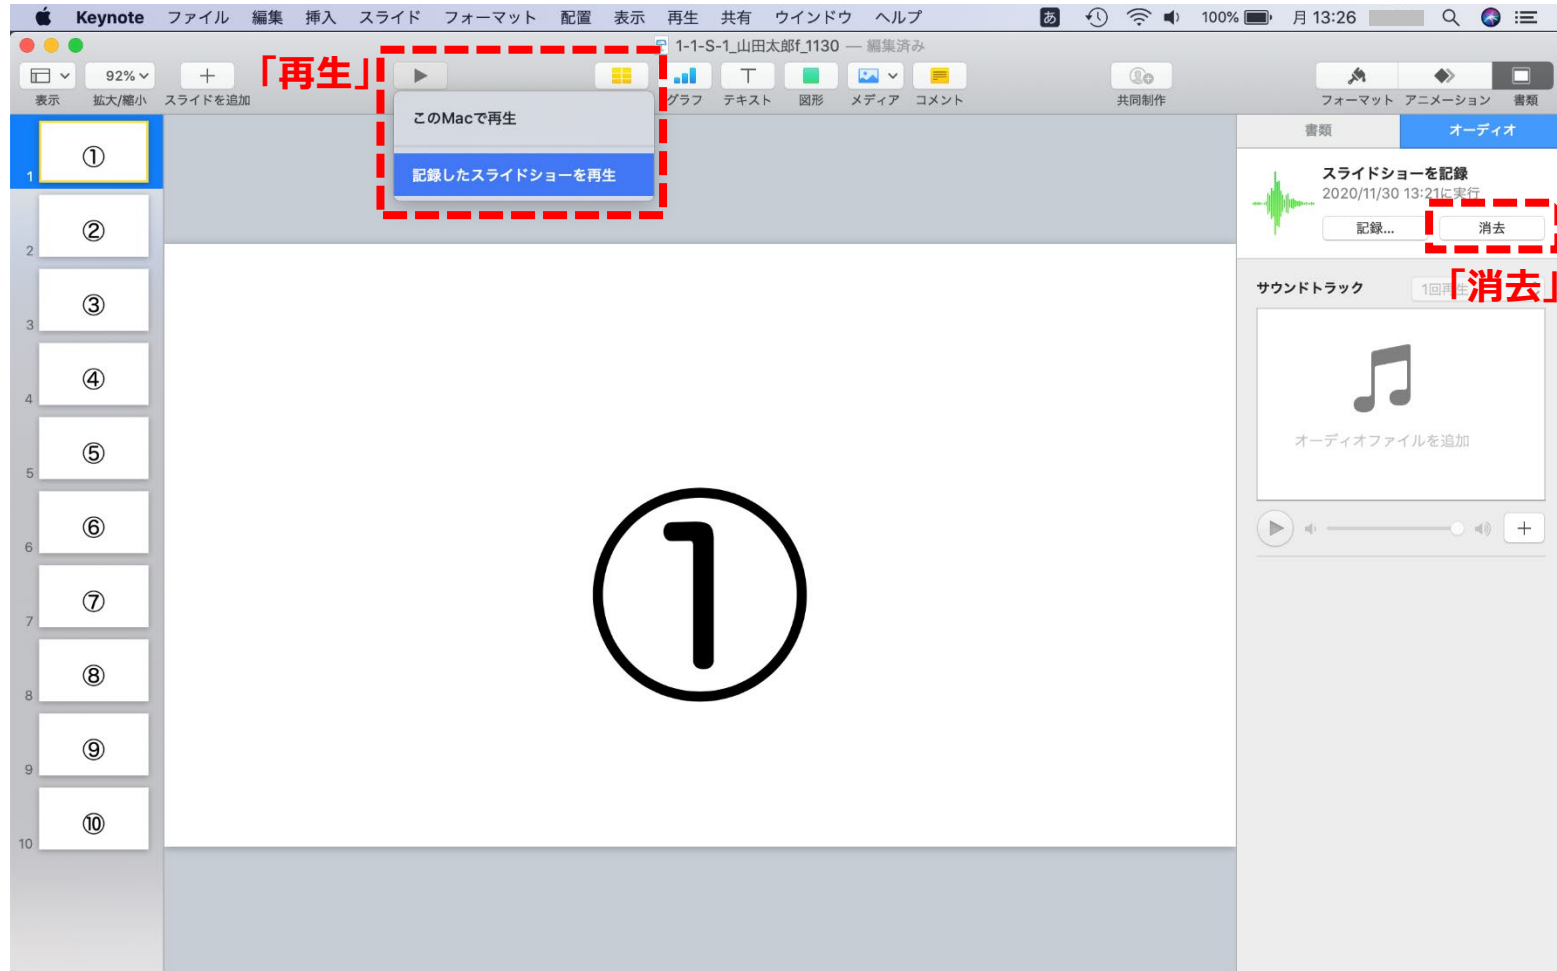 Keynote ファイル 編集 挿入 スライド フォーマット 配置 表示 再生 共有 ウインドウ ヘルプ あ 100% 月 13:26
1-1-S-1_山田太郎f_1130 — 編集済み
92%
「再生」
表示 拡大/縮小 スライドを追加 グラフ テキスト 図形 メディア コメント 共同制作 フォーマット アニメーション 書類
このMacで再生
記録したスライドショーを再生
書類 オーディオ
スライドショーを記録
2020/11/30 13:21に実行
記録... 消去
「消去」
サウンドトラック 1回再生
オーディオファイルを追加
① 1
② 2
③ 3
④ 4
⑤ 5
⑥ 6
⑦ 7
⑧ 8
⑨ 9
⑩ 10
①